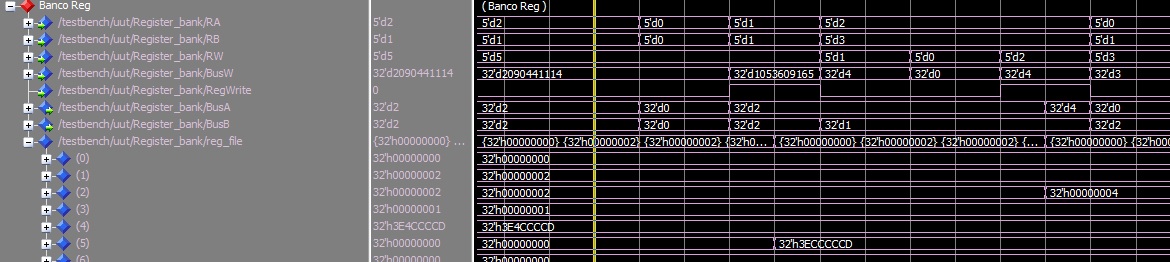 Banco Reg ( Banco Reg )
/testbench/uut/Register_bank/RA 5'd2 5'd2 5'd0 5'd1 5'd2 5'd0
/testbench/uut/Register_bank/RB 5'd1 5'd1 5'd0 5'd1 5'd3 5'd1
/testbench/uut/Register_bank/RW 5'd5 5'd5 5'd1 5'd0 5'd2 5'd3
/testbench/uut/Register_bank/BusW 32'd2090441114 32'd2090441114 32'd1053609165 32'd4 32'd0 32'd4 32'd3
/testbench/uut/Register_bank/RegWrite 0
/testbench/uut/Register_bank/BusA 32'd2 32'd2 32'd0 32'd2 32'd4 32'd0
/testbench/uut/Register_bank/BusB 32'd2 32'd2 32'd0 32'd2 32'd1 32'd2
/testbench/uut/Register_bank/reg_file {32'h00000000} ... {32'h00000000} {32'h00000002} {32'h00000002} {32'h0... {32'h00000000} {32'h00000002} {32'h00000002} {... {32'h00000000} {32'h00000
(0) 32'h00000000 32'h00000000
(1) 32'h00000002 32'h00000002
(2) 32'h00000002 32'h00000002 32'h00000004
(3) 32'h00000001 32'h00000001
(4) 32'h3E4CCCCD 32'h3E4CCCCD
(5) 32'h00000000 32'h00000000 32'h3ECCCCCD
(6) 32'h00000000 32'h00000000